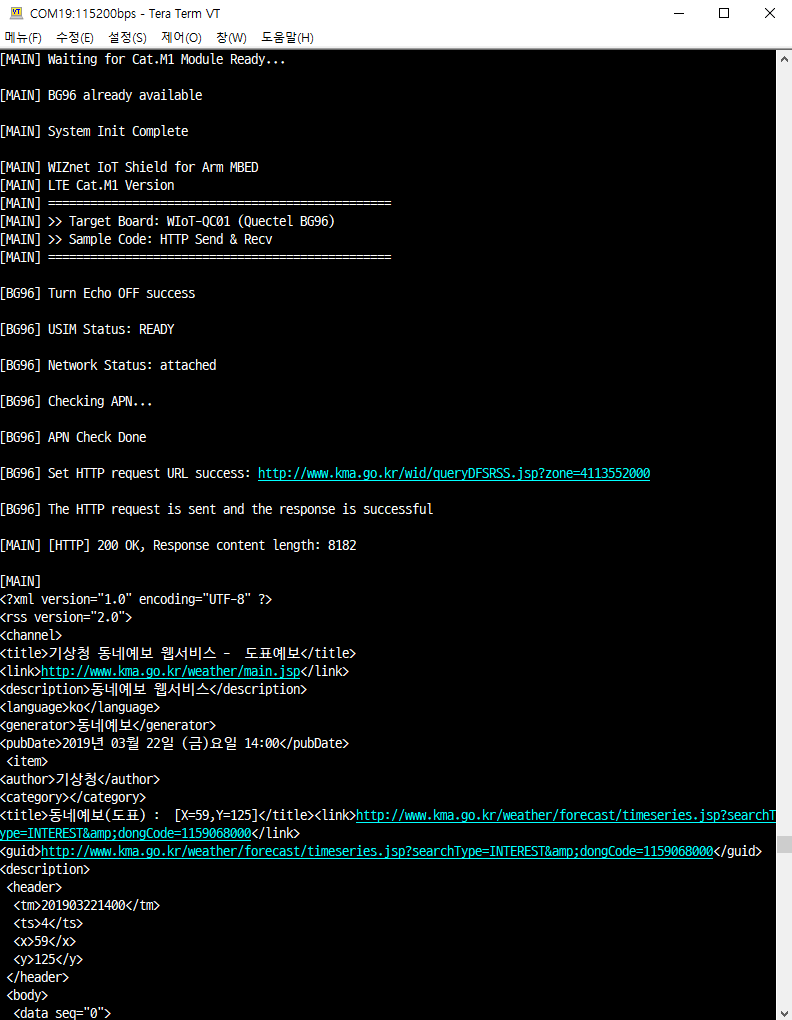 COM19:115200bps - Tera Term VT
메뉴(F) 수정(E) 설정(S) 제어(O) 창(W) 도움말(H)
[MAIN] Waiting for Cat.M1 Module Ready...
[MAIN] BG96 already available
[MAIN] System Init Complete
[MAIN] WIZnet IoT Shield for Arm MBED
[MAIN] LTE Cat.M1 Version
[MAIN] =================================================
[MAIN] >> Target Board: WIoT-QC01 (Quectel BG96)
[MAIN] >> Sample Code: HTTP Send & Recv
[MAIN] =================================================
[BG96] Turn Echo OFF success
[BG96] USIM Status: READY
[BG96] Network Status: attached
[BG96] Checking APN...
[BG96] APN Check Done
[BG96] Set HTTP request URL success: http://www.kma.go.kr/wid/queryDFSRSS.jsp?zone=4113552000
[BG96] The HTTP request is sent and the response is successful
[MAIN] [HTTP] 200 OK, Response content length: 8182
[MAIN]
<?xml version="1.0" encoding="UTF-8" ?>
<rss version="2.0">
<channel>
<title>기상청 동네예보 웹서비스 -  도표예보</title>
<link>http://www.kma.go.kr/weather/main.jsp</link>
<description>동네예보 웹서비스</description>
<language>ko</language>
<generator>동네예보</generator>
<pubDate>2019년 03월 22일 (금)요일 14:00</pubDate>
 <item>
<author>기상청</author>
<category></category>
<title>동네예보(도표) :  [X=59,Y=125]</title><link>http://www.kma.go.kr/weather/forecast/timeseries.jsp?searchT
ype=INTEREST&amp;dongCode=1159068000</link>
<guid>http://www.kma.go.kr/weather/forecast/timeseries.jsp?searchType=INTEREST&amp;dongCode=1159068000</guid>
<description>
 <header>
  <tm>201903221400</tm>
  <ts>4</ts>
  <x>59</x>
  <y>125</y>
 </header>
 <body>
  <data seq="0">